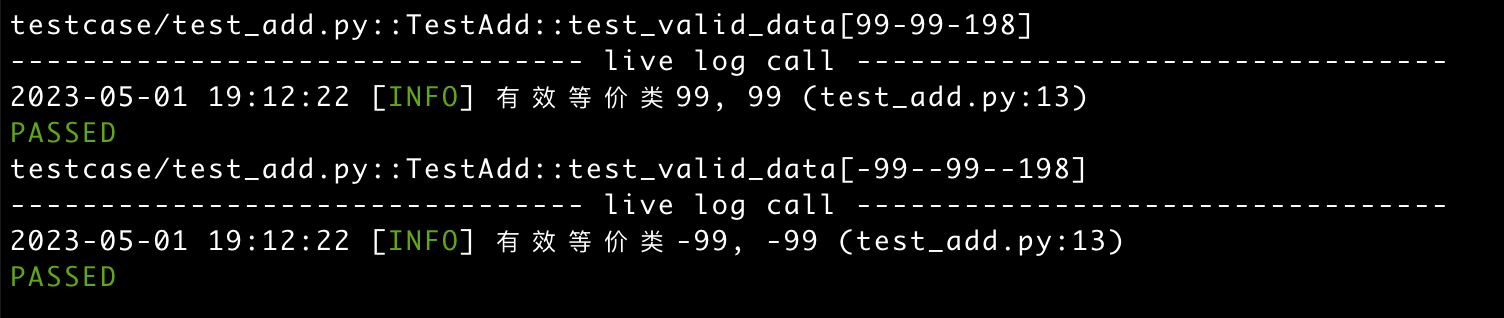 testcase/test_add.py::TestAdd::test_valid_data[99-99-198]
-------------------------------- live log call ---------------------------------
2023-05-01 19:12:22 [INFO] 有效等价类99, 99 (test_add.py:13)
PASSED
testcase/test_add.py::TestAdd::test_valid_data[-99--99--198]
-------------------------------- live log call ---------------------------------
2023-05-01 19:12:22 [INFO] 有效等价类-99, -99 (test_add.py:13)
PASSED